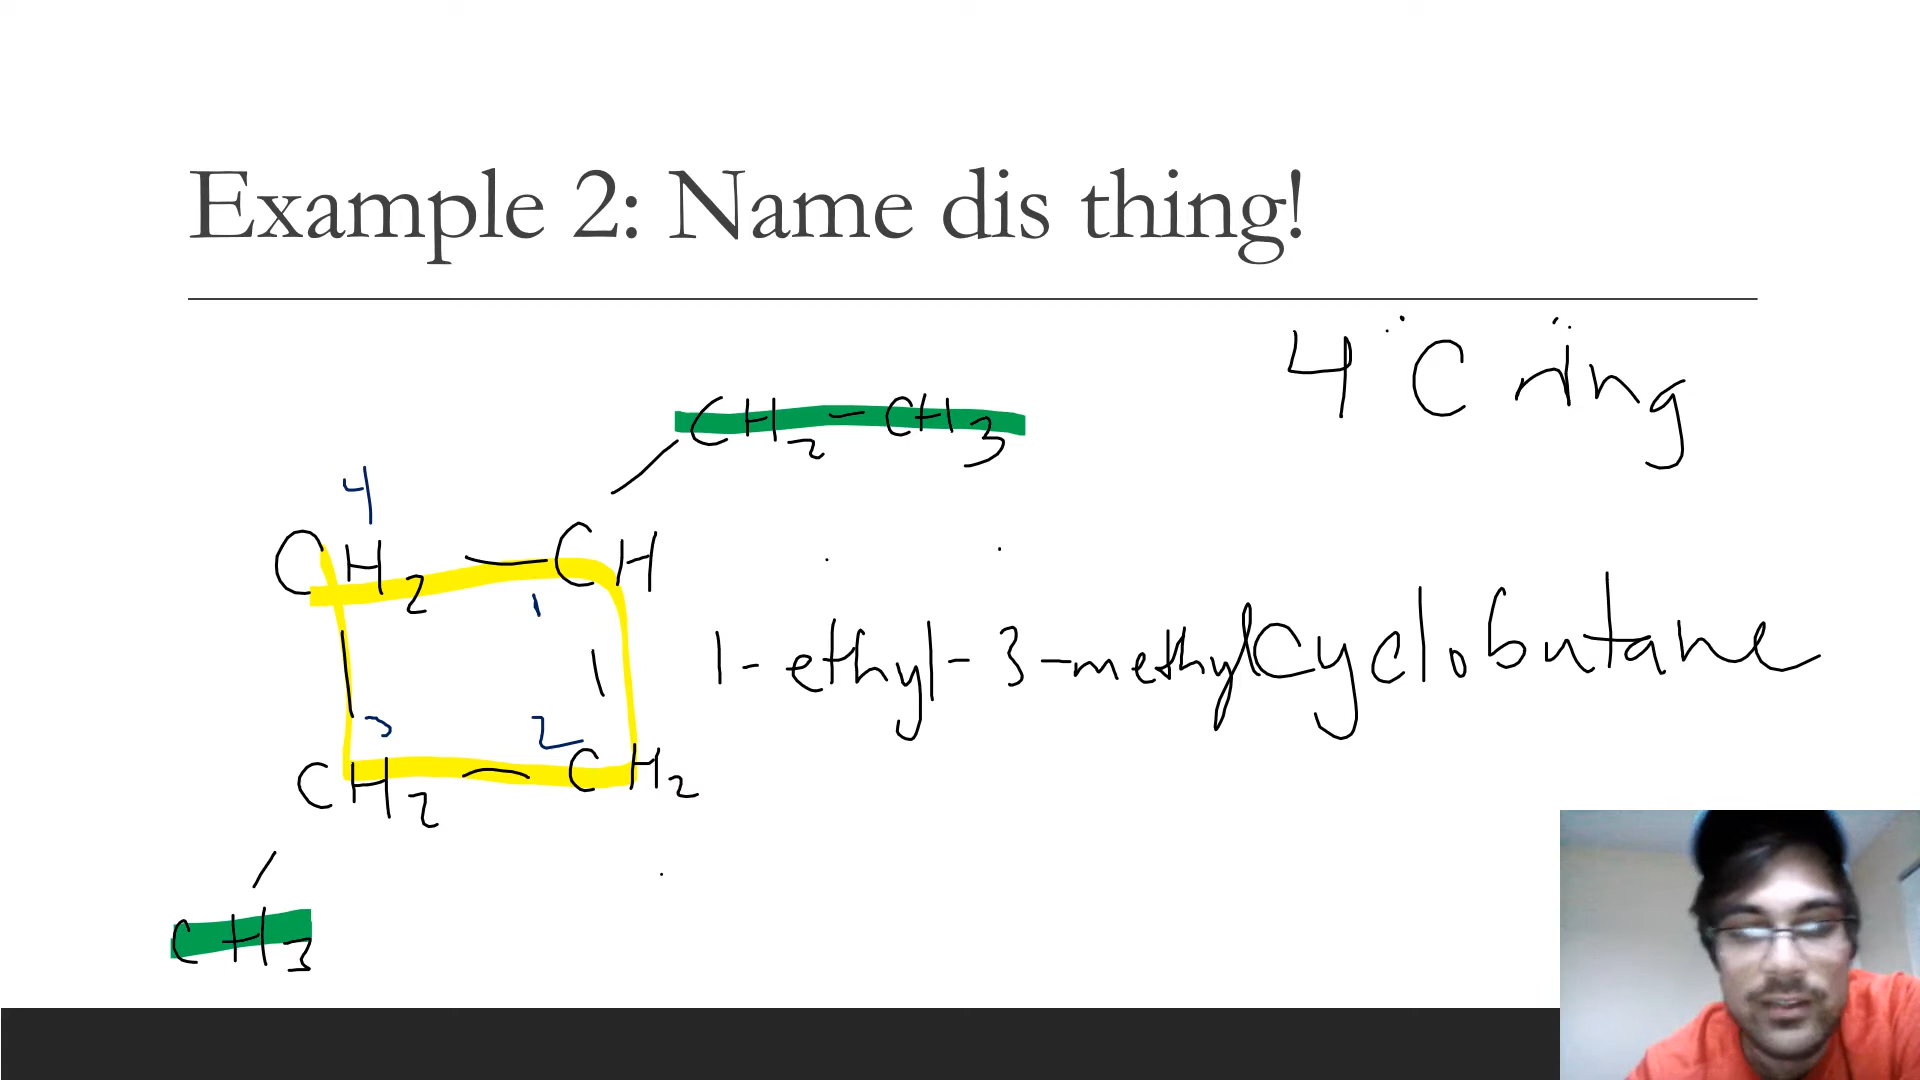 Example 2: Name dis thing!
4 C ring
CH2-CH3
4
CH2 - CH
1
1-ethyl-3-methylcyclobutane
3 2
CH2 - CH2
CH3